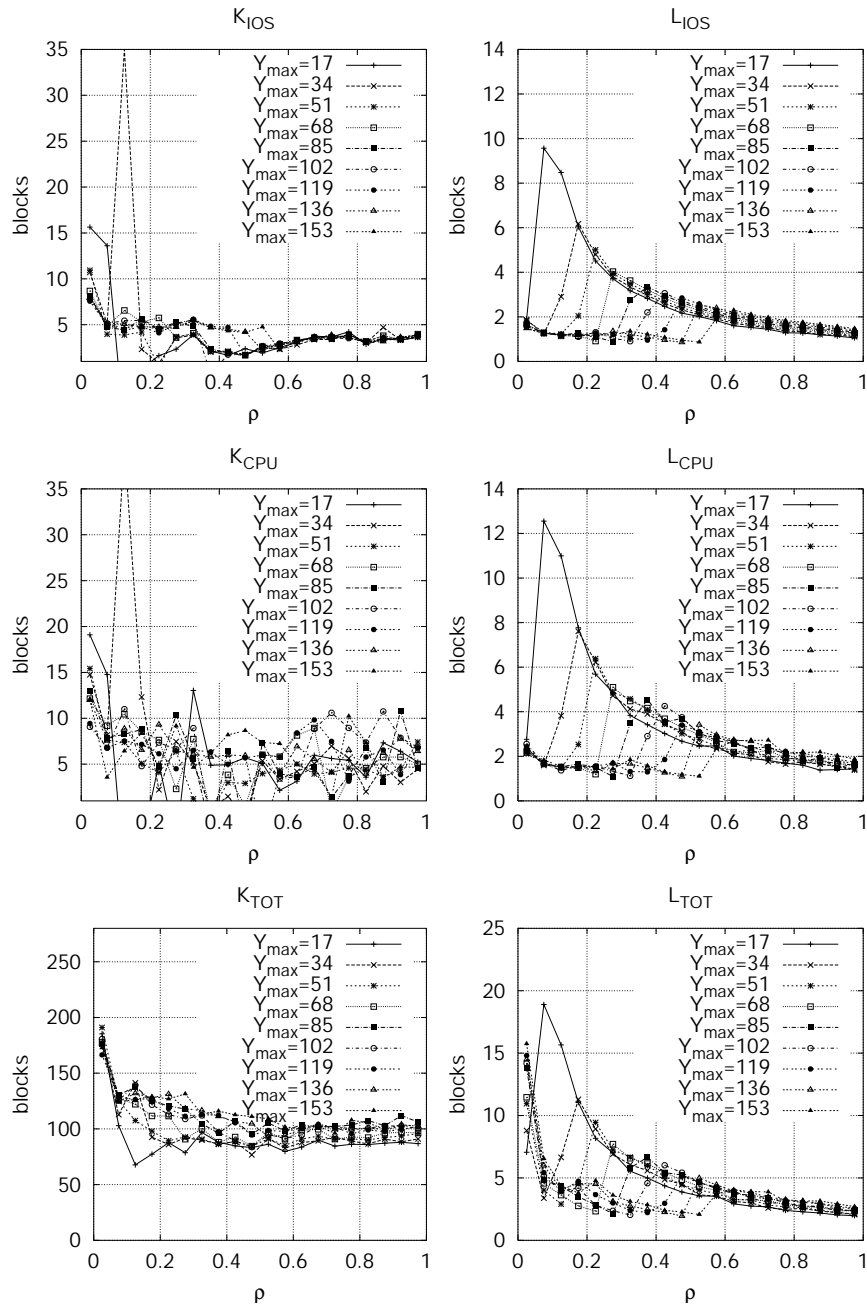 K_IOS
35
30
25
20
15
10
5
blocks
Y_max=17
Y_max=34
Y_max=51
Y_max=68
Y_max=85
Y_max=102
Y_max=119
Y_max=136
Y_max=153
0 0.2 0.4 0.6 0.8 1
ρ
L_IOS
14
12
10
8
6
4
2
0
blocks
Y_max=17
Y_max=34
Y_max=51
Y_max=68
Y_max=85
Y_max=102
Y_max=119
Y_max=136
Y_max=153
0 0.2 0.4 0.6 0.8 1
ρ
K_CPU
35
30
25
20
15
10
5
blocks
Y_max=17
Y_max=34
Y_max=51
Y_max=68
Y_max=85
Y_max=102
Y_max=119
Y_max=136
Y_max=153
0 0.2 0.4 0.6 0.8 1
ρ
L_CPU
14
12
10
8
6
4
2
0
blocks
Y_max=17
Y_max=34
Y_max=51
Y_max=68
Y_max=85
Y_max=102
Y_max=119
Y_max=136
Y_max=153
0 0.2 0.4 0.6 0.8 1
ρ
K_TOT
250
200
150
100
50
0
blocks
Y_max=17
Y_max=34
Y_max=51
Y_max=68
Y_max=85
Y_max=102
Y_max=119
Y_max=136
Y_max=153
0 0.2 0.4 0.6 0.8 1
ρ
L_TOT
25
20
15
10
5
0
blocks
Y_max=17
Y_max=34
Y_max=51
Y_max=68
Y_max=85
Y_max=102
Y_max=119
Y_max=136
Y_max=153
0 0.2 0.4 0.6 0.8 1
ρ